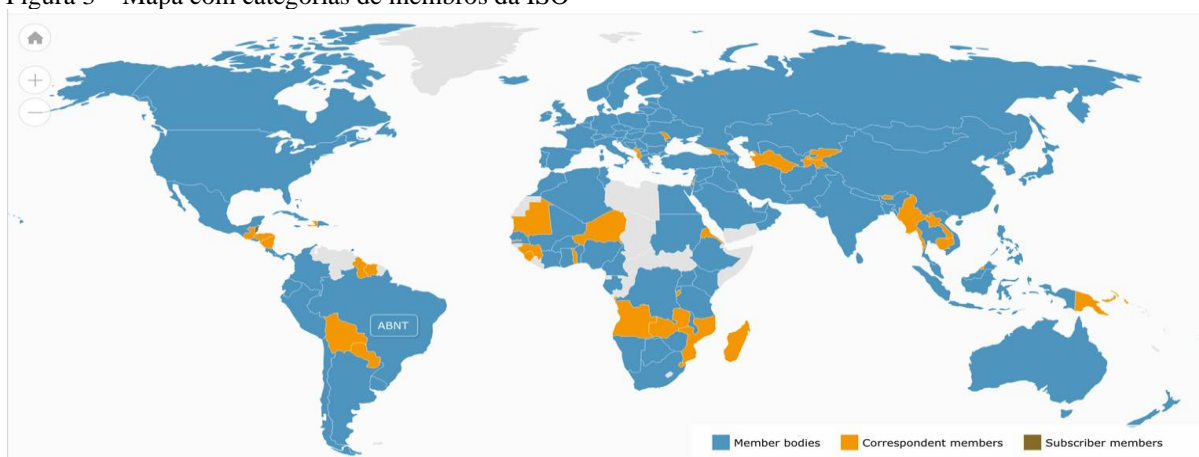 Figura 3 – Mapa com categorias de membros da ISO
ABNT
Member bodies
Correspondent members
Subscriber members